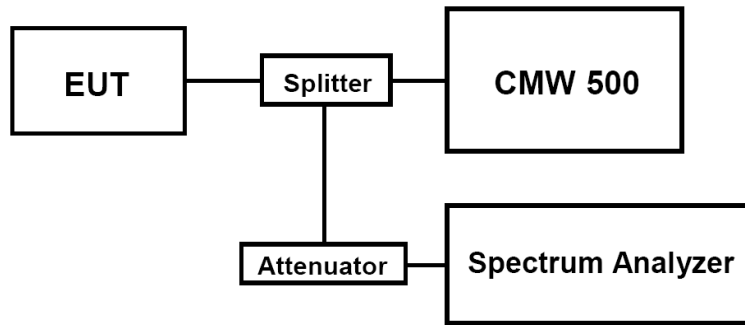 EUT
Splitter
CMW 500
Attenuator
Spectrum Analyzer